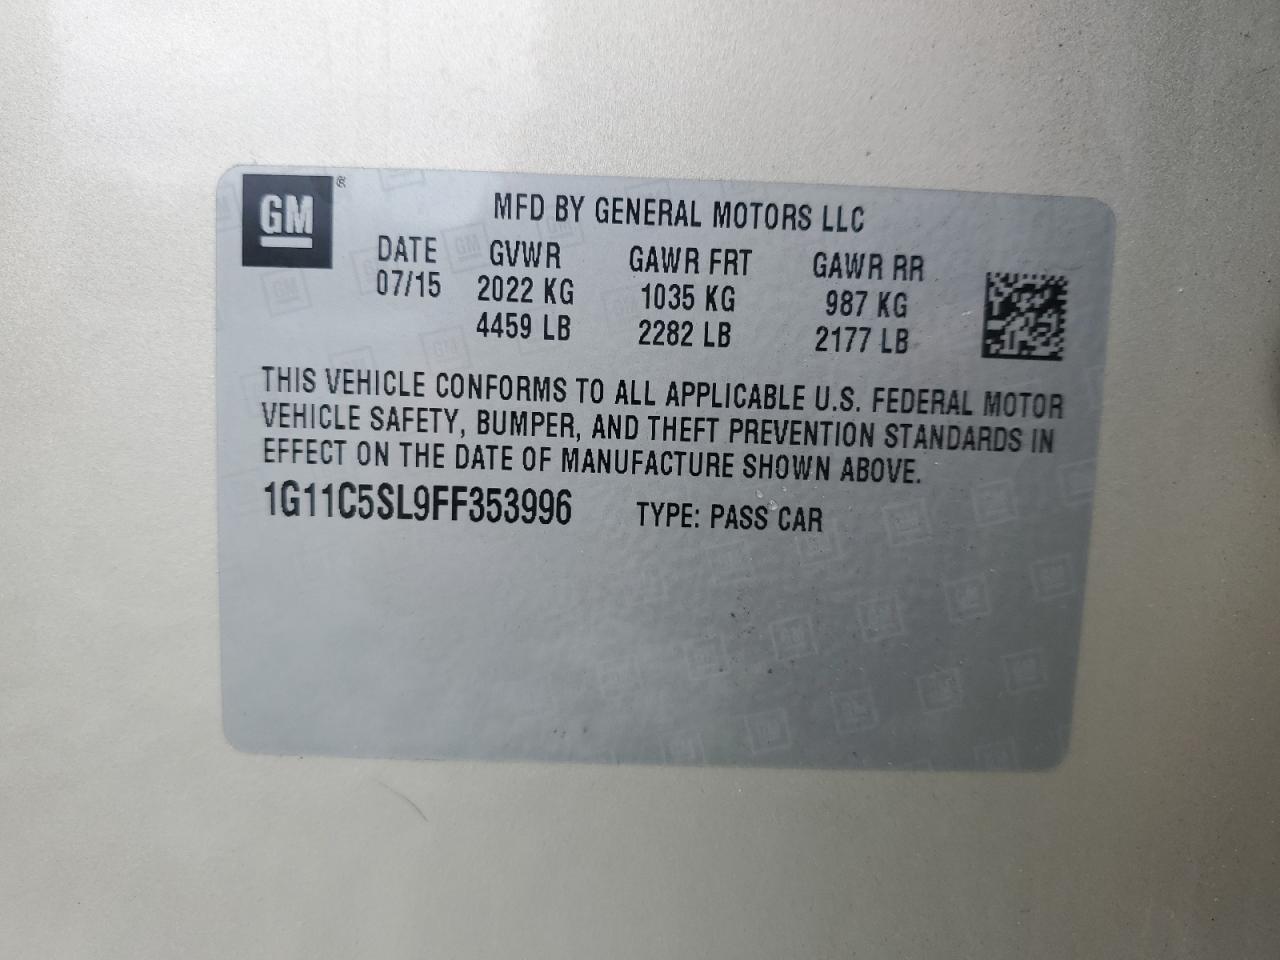 GM ®
MFD BY GENERAL MOTORS LLC
DATE GVWR GAWR FRT GAWR RR
07/15 2022 KG 1035 KG 987 KG
4459 LB 2282 LB 2177 LB
THIS VEHICLE CONFORMS TO ALL APPLICABLE U.S. FEDERAL MOTOR
VEHICLE SAFETY, BUMPER, AND THEFT PREVENTION STANDARDS IN
EFFECT ON THE DATE OF MANUFACTURE SHOWN ABOVE.
1G11C5SL9FF353996 TYPE: PASS CAR